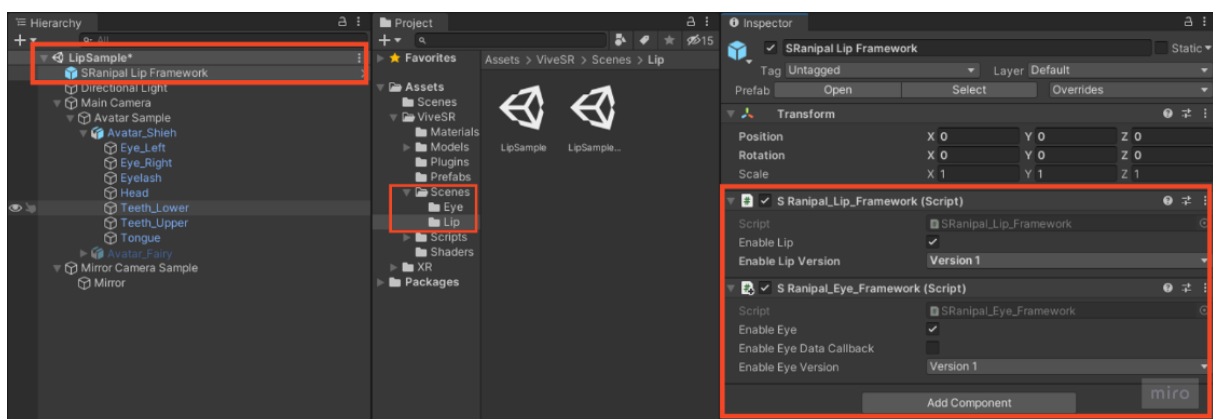 Hierarchy
All
LipSample*
SRanipal Lip Framework
Directional Light
Main Camera
Avatar Sample
Avatar_Shieh
Eye_Left
Eye_Right
Eyelash
Head
Teeth_Lower
Teeth_Upper
Tongue
Avatar_Fairy
Mirror Camera Sample
Mirror
Project
15
Favorites
Assets
Scenes
ViveSR
Materials
Models
Plugins
Prefabs
Scenes
Eye
Lip
Scripts
Shaders
XR
Packages
Assets > ViveSR > Scenes > Lip
LipSample
LipSample...
Inspector
SRanipal Lip Framework
Static
Tag Untagged Layer Default
Prefab Open Select Overrides
Transform
Position X 0 Y 0 Z 0
Rotation X 0 Y 0 Z 0
Scale X 1 Y 1 Z 1
S Ranipal_Lip_Framework (Script)
Script SRanipal_Lip_Framework
Enable Lip
Enable Lip Version Version 1
S Ranipal_Eye_Framework (Script)
Script SRanipal_Eye_Framework
Enable Eye
Enable Eye Data Callback
Enable Eye Version Version 1
Add Component
miro